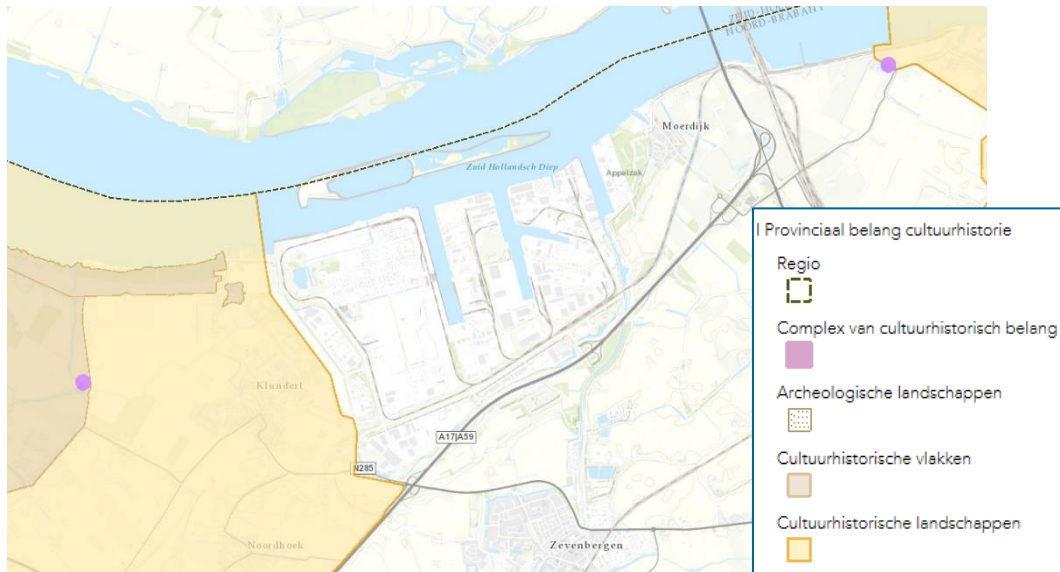 ZUID-HO
NOORD-BRABANT
Moerdijk
Zuid Hollandsch Diep
Appelzak
Klundert
A17|A59
N285
Noordhoek
Zevenbergen
l Provinciaal belang cultuurhistorie
Regio
Complex van cultuurhistorisch belang
Archeologische landschappen
Cultuurhistorische vlakken
Cultuurhistorische landschappen